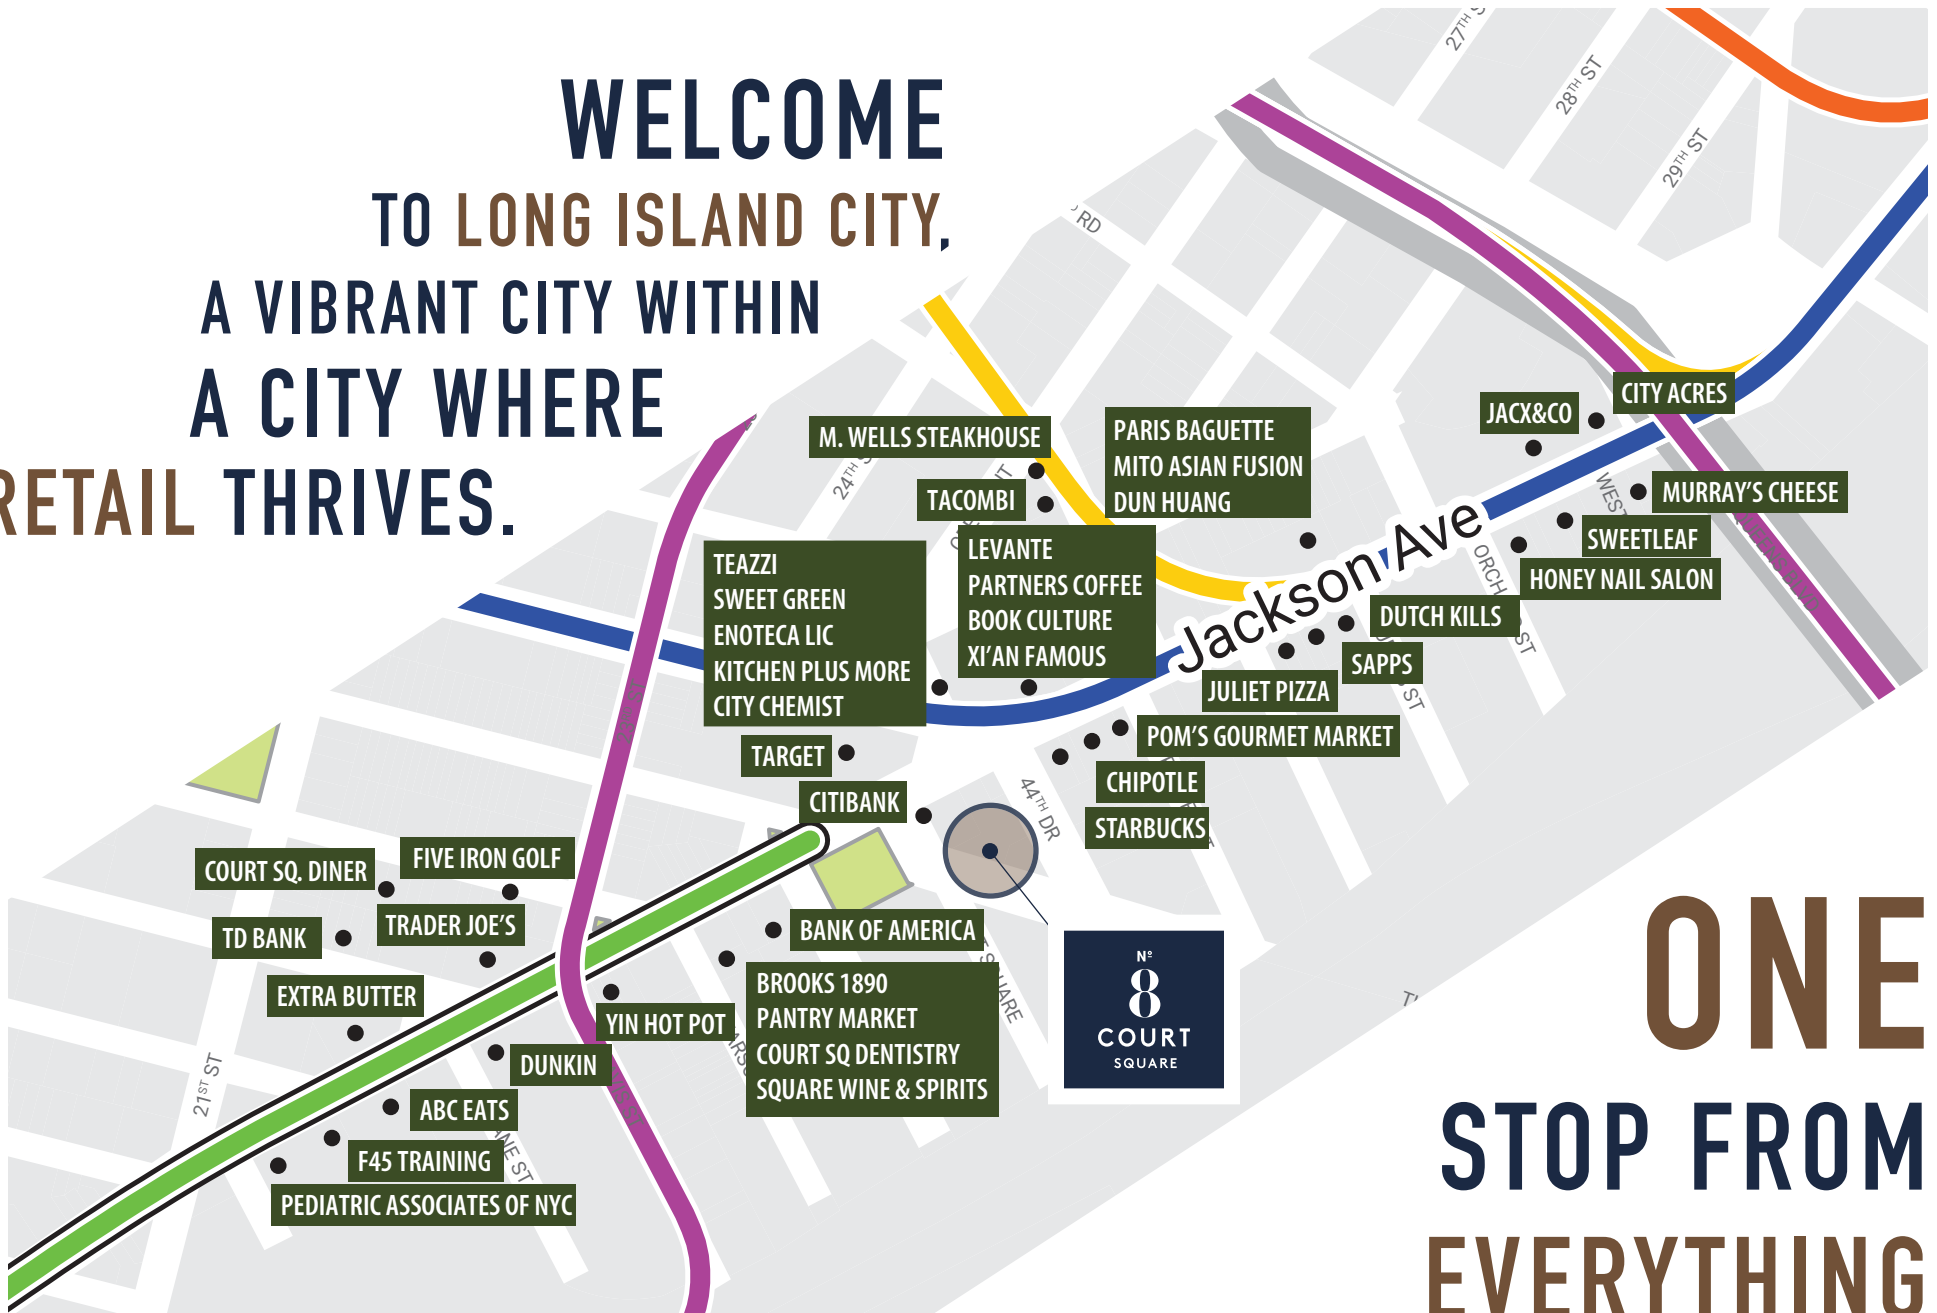 WELCOME
TO LONG ISLAND CITY,
A VIBRANT CITY WITHIN
A CITY WHERE
RETAIL THRIVES.
27TH
28TH ST
29TH ST
RD
24TH
CITY ACRES
JACX&CO
M. WELLS STEAKHOUSE
TACOMBI
PARIS BAGUETTE
MITO ASIAN FUSION
DUN HUANG
MURRAY'S CHEESE
SWEETLEAF
HONEY NAIL SALON
Jackson Ave
TEAZZI
SWEET GREEN
ENOTECA LIC
KITCHEN PLUS MORE
CITY CHEMIST
LEVANTE
PARTNERS COFFEE
BOOK CULTURE
XI'AN FAMOUS
DUTCH KILLS
SAPPS
JULIET PIZZA
POM'S GOURMET MARKET
CHIPOTLE
STARBUCKS
TARGET
CITIBANK
44TH DR
COURT SQ. DINER
FIVE IRON GOLF
TD BANK
TRADER JOE'S
EXTRA BUTTER
BANK OF AMERICA
BROOKS 1890
PANTRY MARKET
COURT SQ DENTISTRY
SQUARE WINE & SPIRITS
YIN HOT POT
DUNKIN
ABC EATS
F45 TRAINING
PEDIATRIC ASSOCIATES OF NYC
21ST ST
Nº
8
COURT
SQUARE
ONE
STOP FROM
EVERYTHING